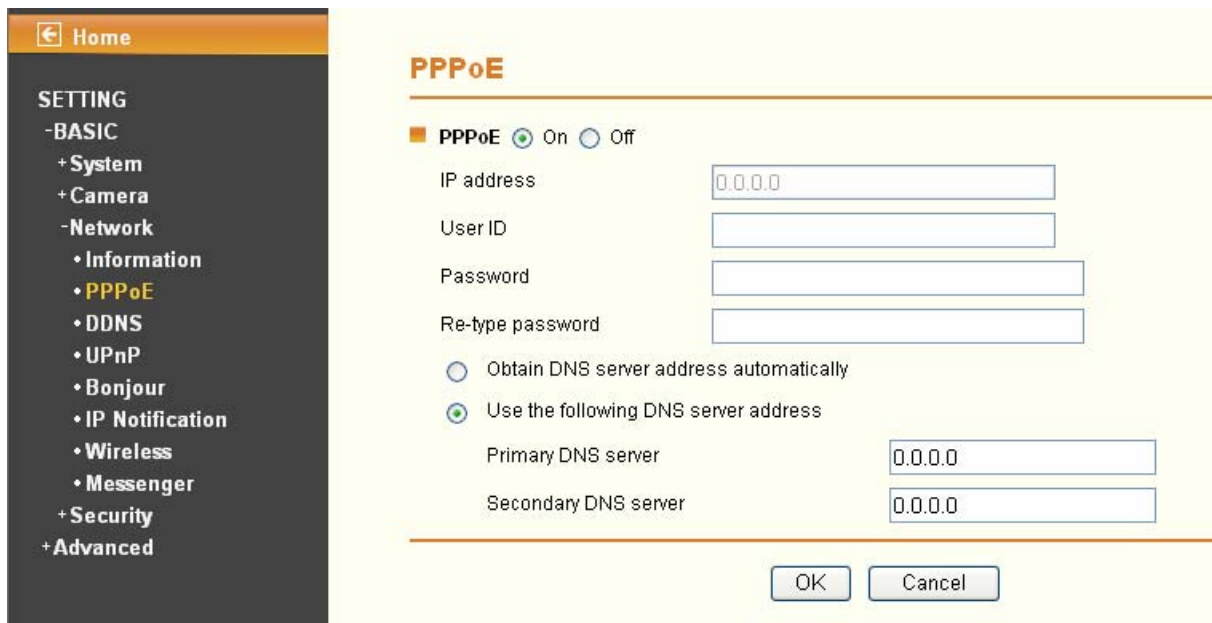 Home
SETTING
-BASIC
+System
+Camera
-Network
•Information
•PPPoE
•DDNS
•UPnP
•Bonjour
•IP Notification
•Wireless
•Messenger
+Security
+Advanced
PPPoE
PPPoE On Off
IP address 0.0.0.0
User ID
Password
Re-type password
Obtain DNS server address automatically
Use the following DNS server address
Primary DNS server 0.0.0.0
Secondary DNS server 0.0.0.0
OK Cancel